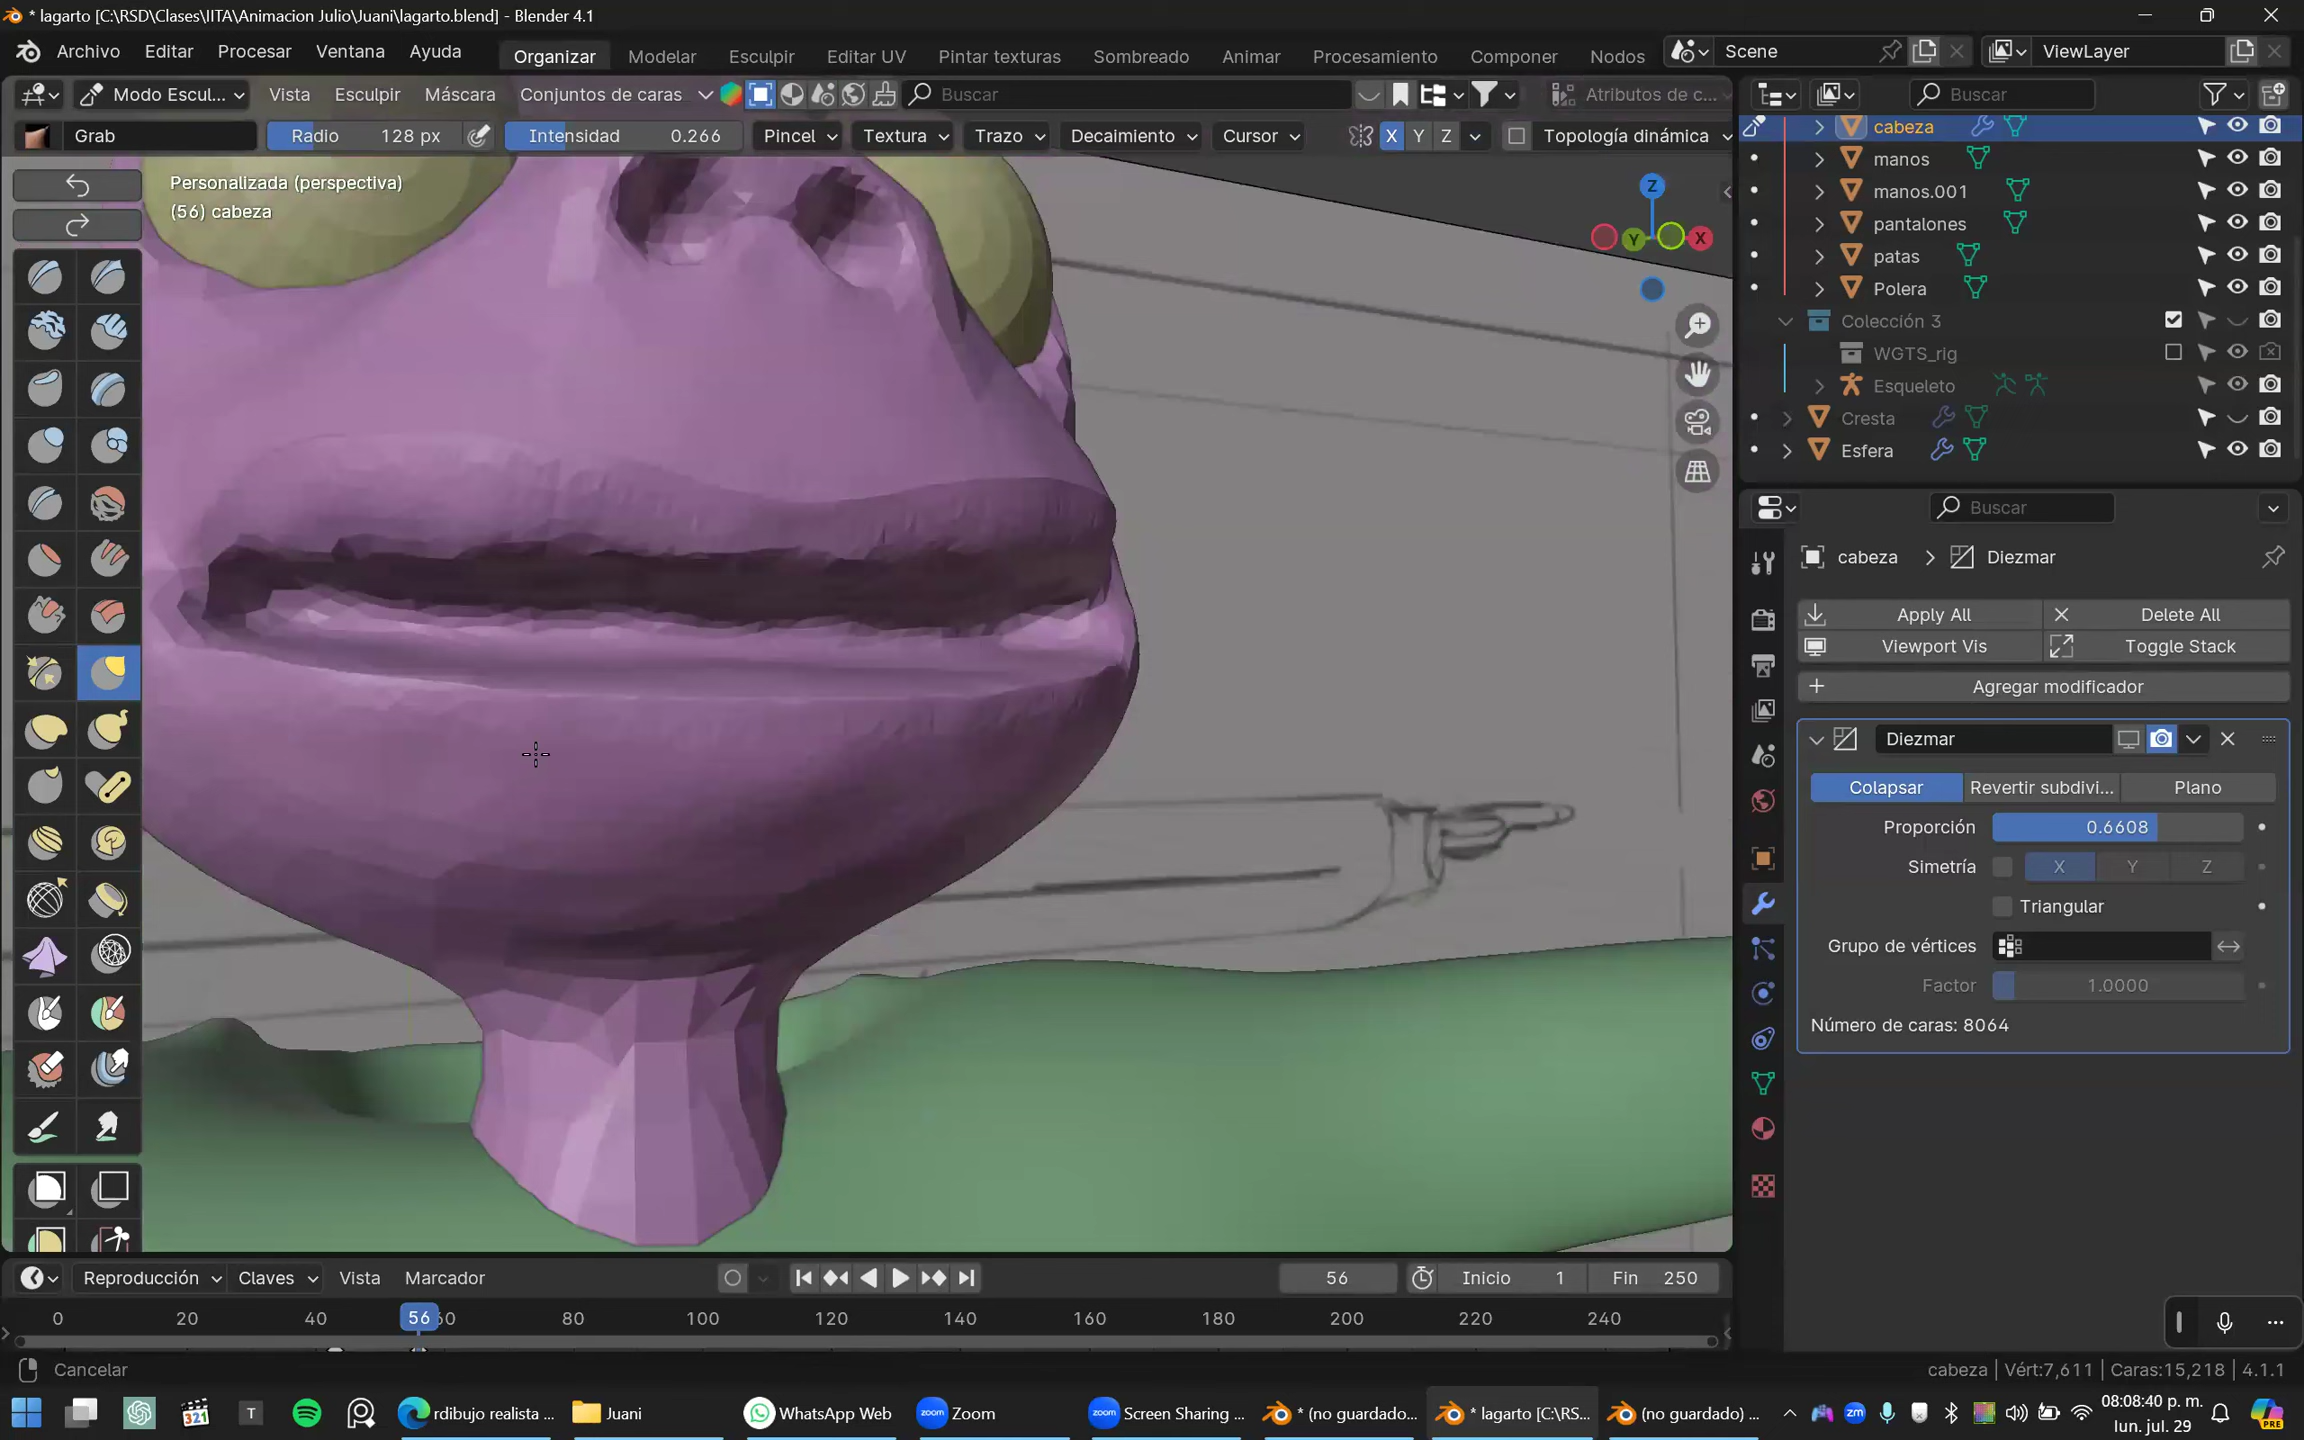 * lagarto [C:\RSD\Clases\IITA\Animacion Julio\Juani\lagarto.blend] - Blender 4.1
Archivo Editar Procesar Ventana Ayuda Organizar Modelar Esculpir Editar UV Pintar texturas Sombreado Animar Procesamiento Componer Nodos Scene ViewLayer
Modo Escul... Vista Esculpir Máscara Conjuntos de caras Buscar Atributos de c... Buscar
Grab Radio 128 px Intensidad 0.266 Pincel Textura Trazo Decaimiento Cursor X Y Z Topología dinámica
cabeza
manos
manos.001
pantalones
patas
Polera
Colección 3
WGTS_rig
Esqueleto
Cresta
Esfera
Personalizada (perspectiva)
(56) cabeza
Z
Y X
Buscar
cabeza > Diezmar
Apply All Delete All
Viewport Vis Toggle Stack
Agregar modificador
Diezmar
Colapsar Revertir subdivi... Plano
Proporción 0.6608
Simetría X Y Z
Triangular
Grupo de vértices
Factor 1.0000
Número de caras: 8064
Reproducción Claves Vista Marcador 56 Inicio 1 Fin 250
0 20 40 56 60 80 100 120 140 160 180 200 220 240
Cancelar cabeza | Vért:7,611 | Caras:15,218 | 4.1.1
rdibujo realista ... Juani WhatsApp Web zoom Zoom zoom Screen Sharing ... * (no guardado... * lagarto [C:\RS... (no guardado) ... zm 08:08:40 p. m.
lun. jul. 29
321 T PRE